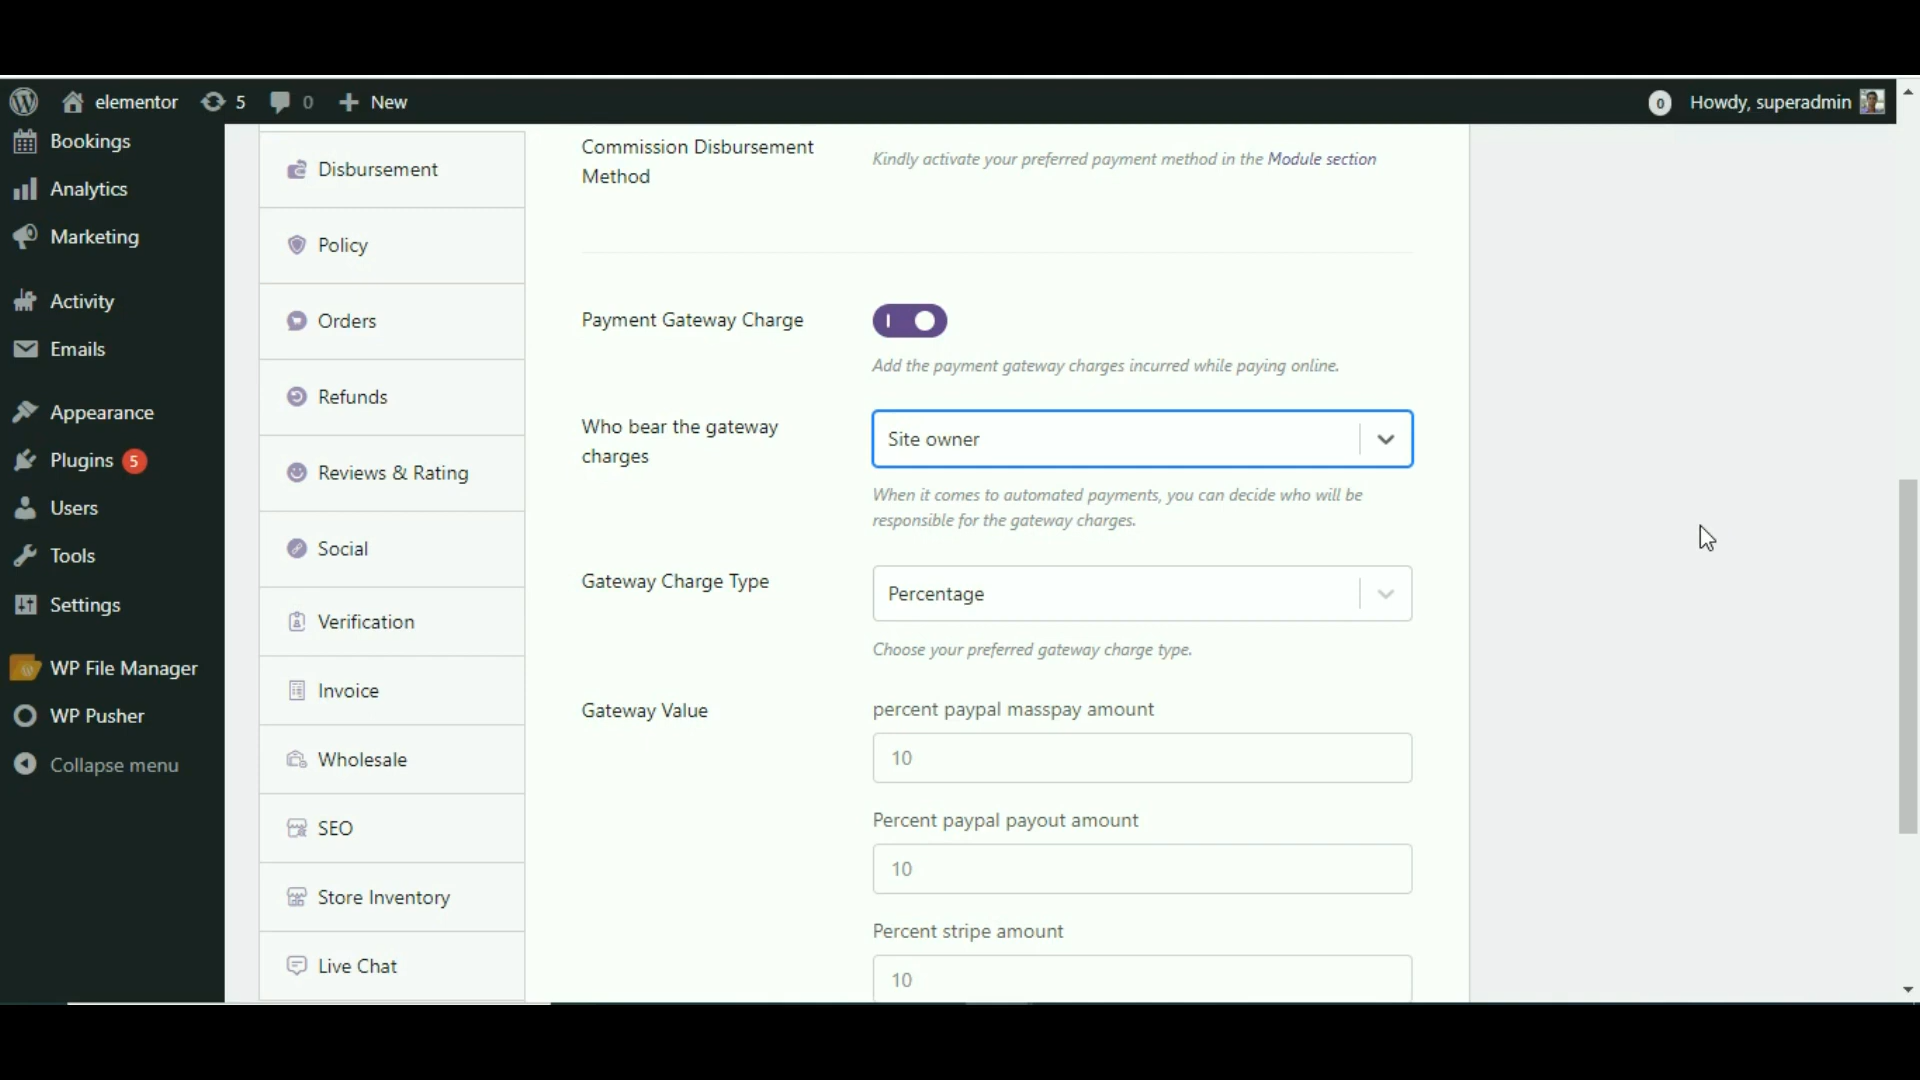 elementor 5 0 New 0 Howdy, superadmin
Bookings
Analytics
Marketing
Activity
Emails
Appearance
Plugins 5
Users
Tools
Settings
WP File Manager
WP Pusher
Collapse menu
Disbursement
Policy
Orders
Refunds
Reviews & Rating
Social
Verification
Invoice
Wholesale
SEO
Store Inventory
Live Chat
Commission Disbursement
Method
Kindly activate your preferred payment method in the Module section
Payment Gateway Charge
Add the payment gateway charges incurred while paying online.
Who bear the gateway
charges
Site owner
When it comes to automated payments, you can decide who will be
responsible for the gateway charges.
Gateway Charge Type
Percentage
Choose your preferred gateway charge type.
Gateway Value
percent paypal masspay amount
10
Percent paypal payout amount
10
Percent stripe amount
10